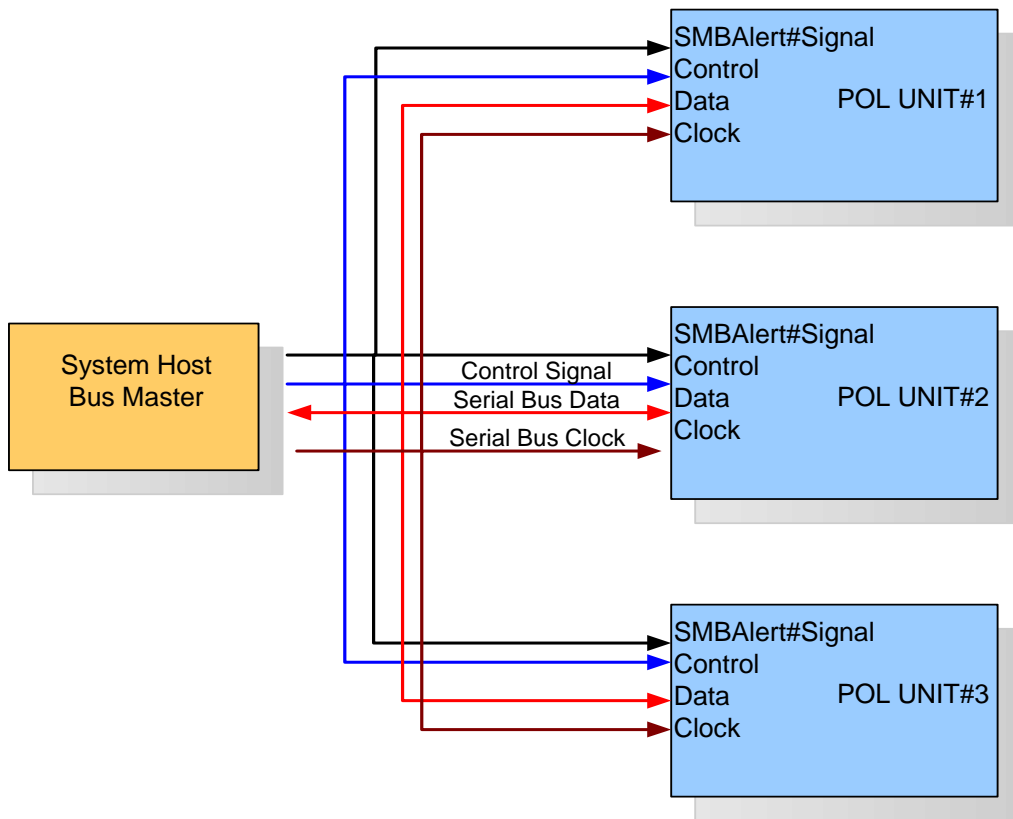 SMBAlert#Signal
Control
Data
POL UNIT#1
Clock
System Host
Bus Master
Control Signal
Serial Bus Data
Serial Bus Clock
SMBAlert#Signal
Control
Data
POL UNIT#2
Clock
SMBAlert#Signal
Control
Data
POL UNIT#3
Clock